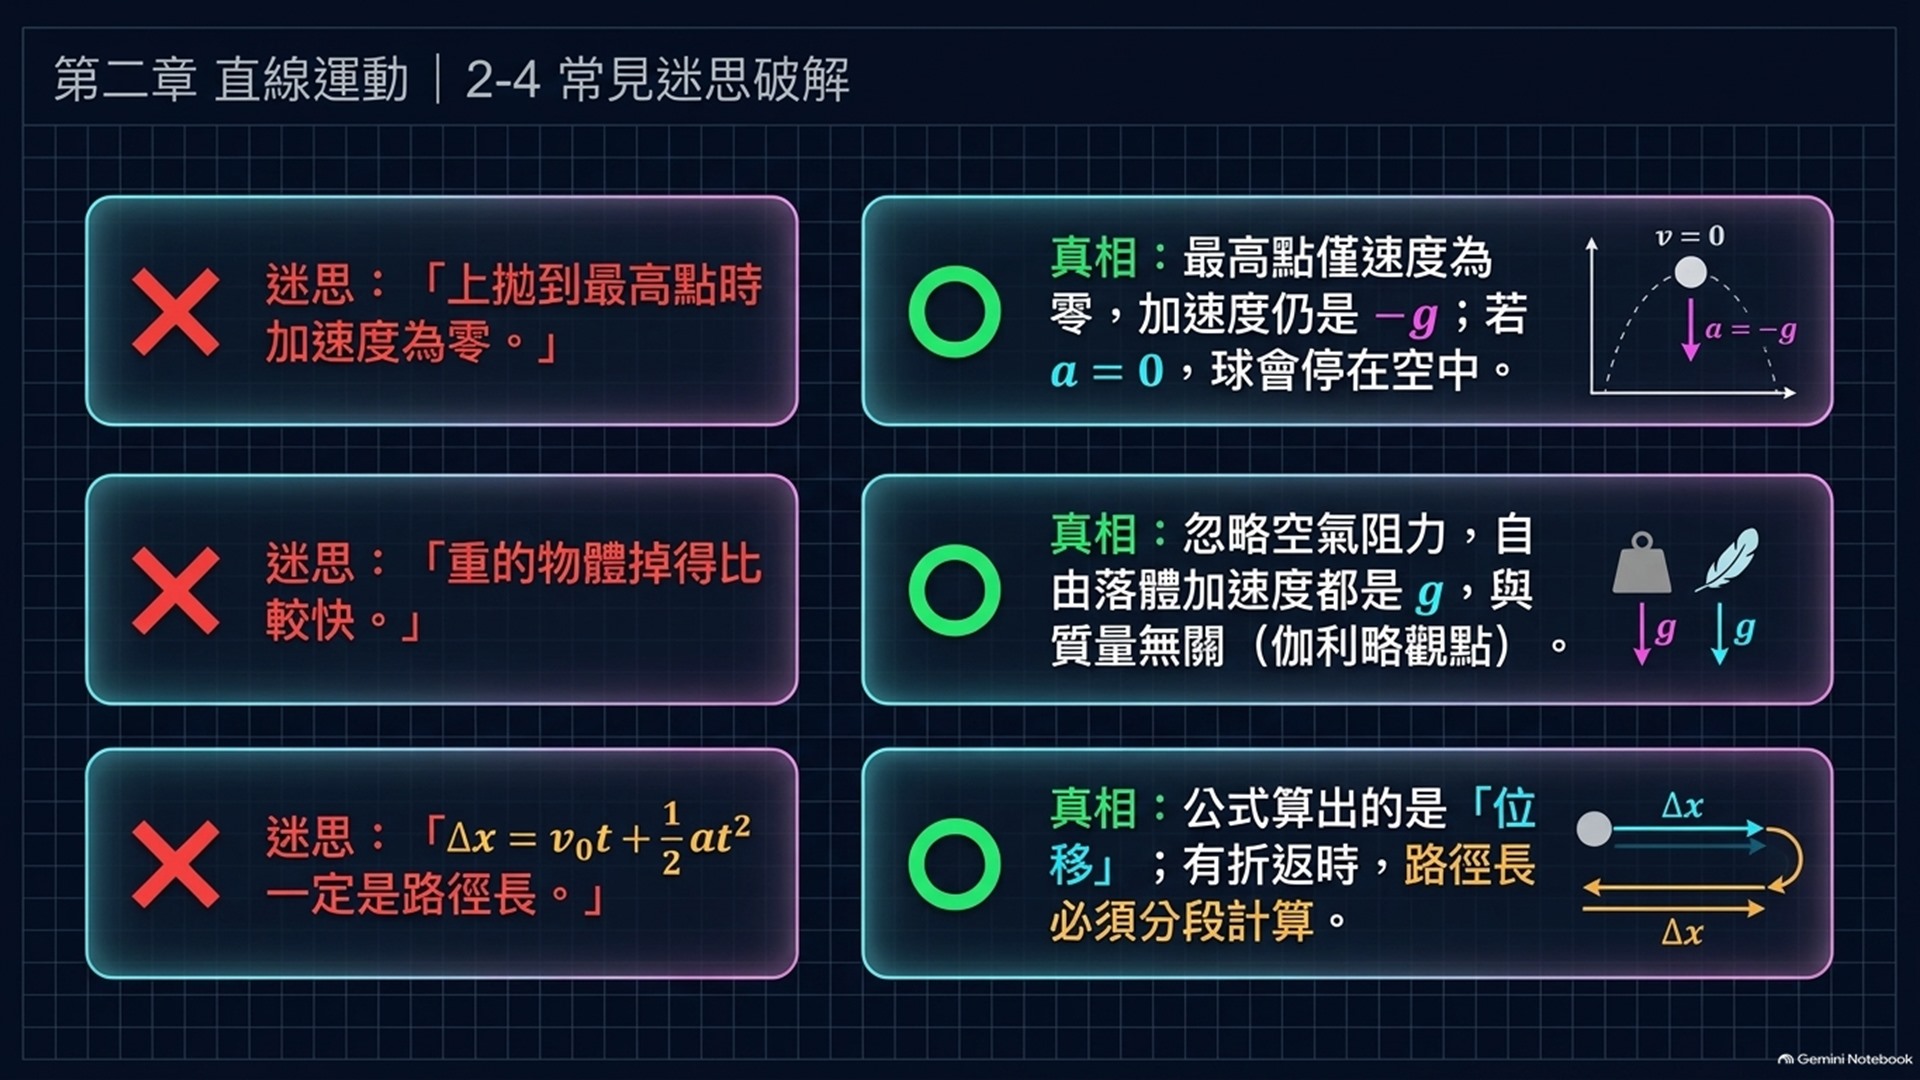 第二章 直線運動｜2-4 常見迷思破解
迷思：「上拋到最高點時
加速度為零。」
真相：最高點僅速度為
零，加速度仍是 −g；若
a = 0，球會停在空中。
v = 0
a = −g
迷思：「重的物體掉得比
較快。」
真相：忽略空氣阻力，自
由落體加速度都是 g，與
質量無關（伽利略觀點）。
g
g
迷思：「Δx = v₀t + ½at²
一定是路徑長。」
真相：公式算出的是「位
移」；有折返時，路徑長
必須分段計算。
Δx
Δx
Gemini Notebook